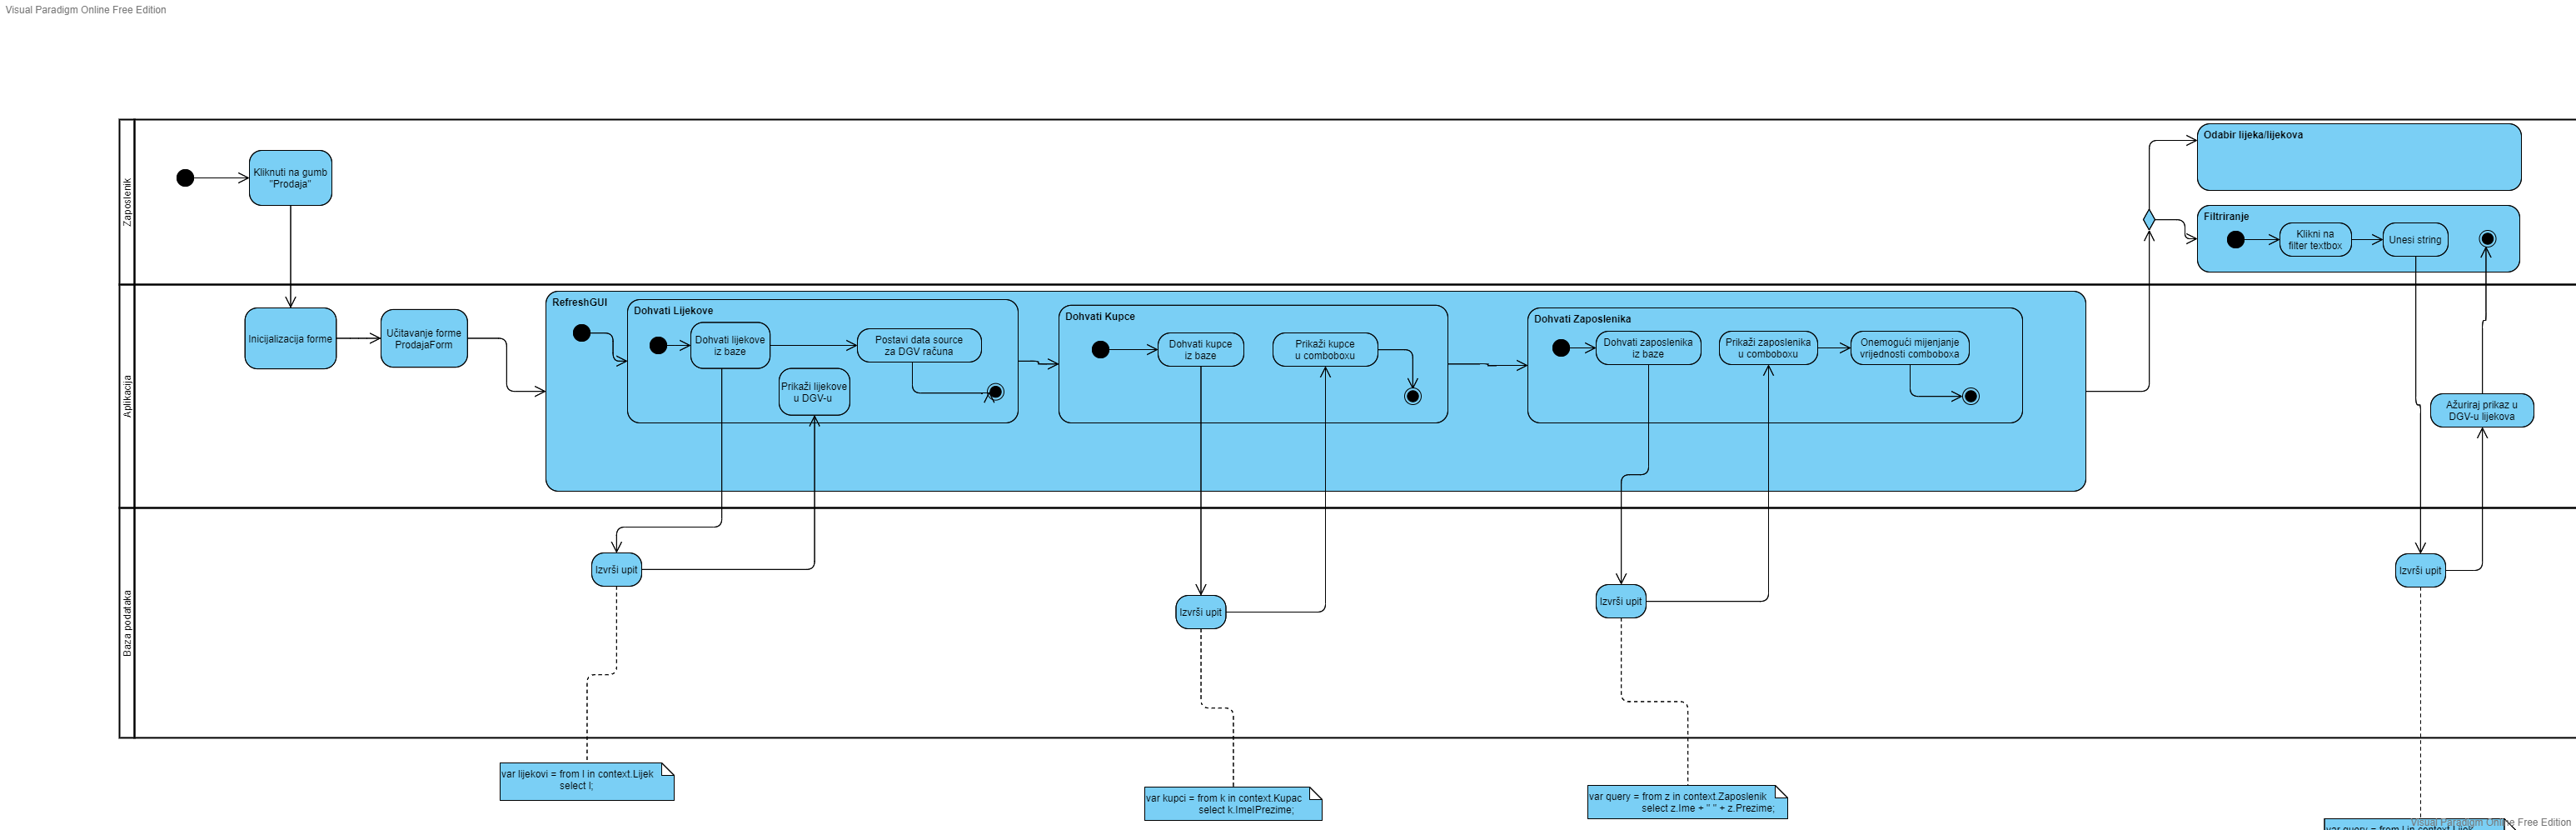 Visual Paradigm Online Free Edition
Zaposlenik
Kliknuti na gumb
"Prodaja"
Odabir lijeka/lijekova
Filtriranje
Klikni na
filter textbox
Unesi string
Aplikacija
Inicijalizacija forme
Učitavanje forme
ProdajaForm
RefreshGUI
Dohvati Lijekove
Dohvati lijekove
iz baze
Postavi data source
za DGV računa
Prikaži lijekove
u DGV-u
Dohvati Kupce
Dohvati kupce
iz baze
Prikaži kupce
u comboboxu
Dohvati Zaposlenika
Dohvati zaposlenika
iz baze
Prikaži zaposlenika
u comboboxu
Onemogući mijenjanje
vrijednosti comboboxa
Ažuriraj prikaz u
DGV-u lijekova
Baza podataka
Izvrši upit
Izvrši upit
Izvrši upit
Izvrši upit
var lijekovi = from l in context.Lijek
select l;
var kupci = from k in context.Kupac
select k.ImeIPrezime;
var query = from z in context.Zaposlenik
select z.Ime + " " + z.Prezime;
var query = from l in context.Lijek
Visual Paradigm Online Free Edition